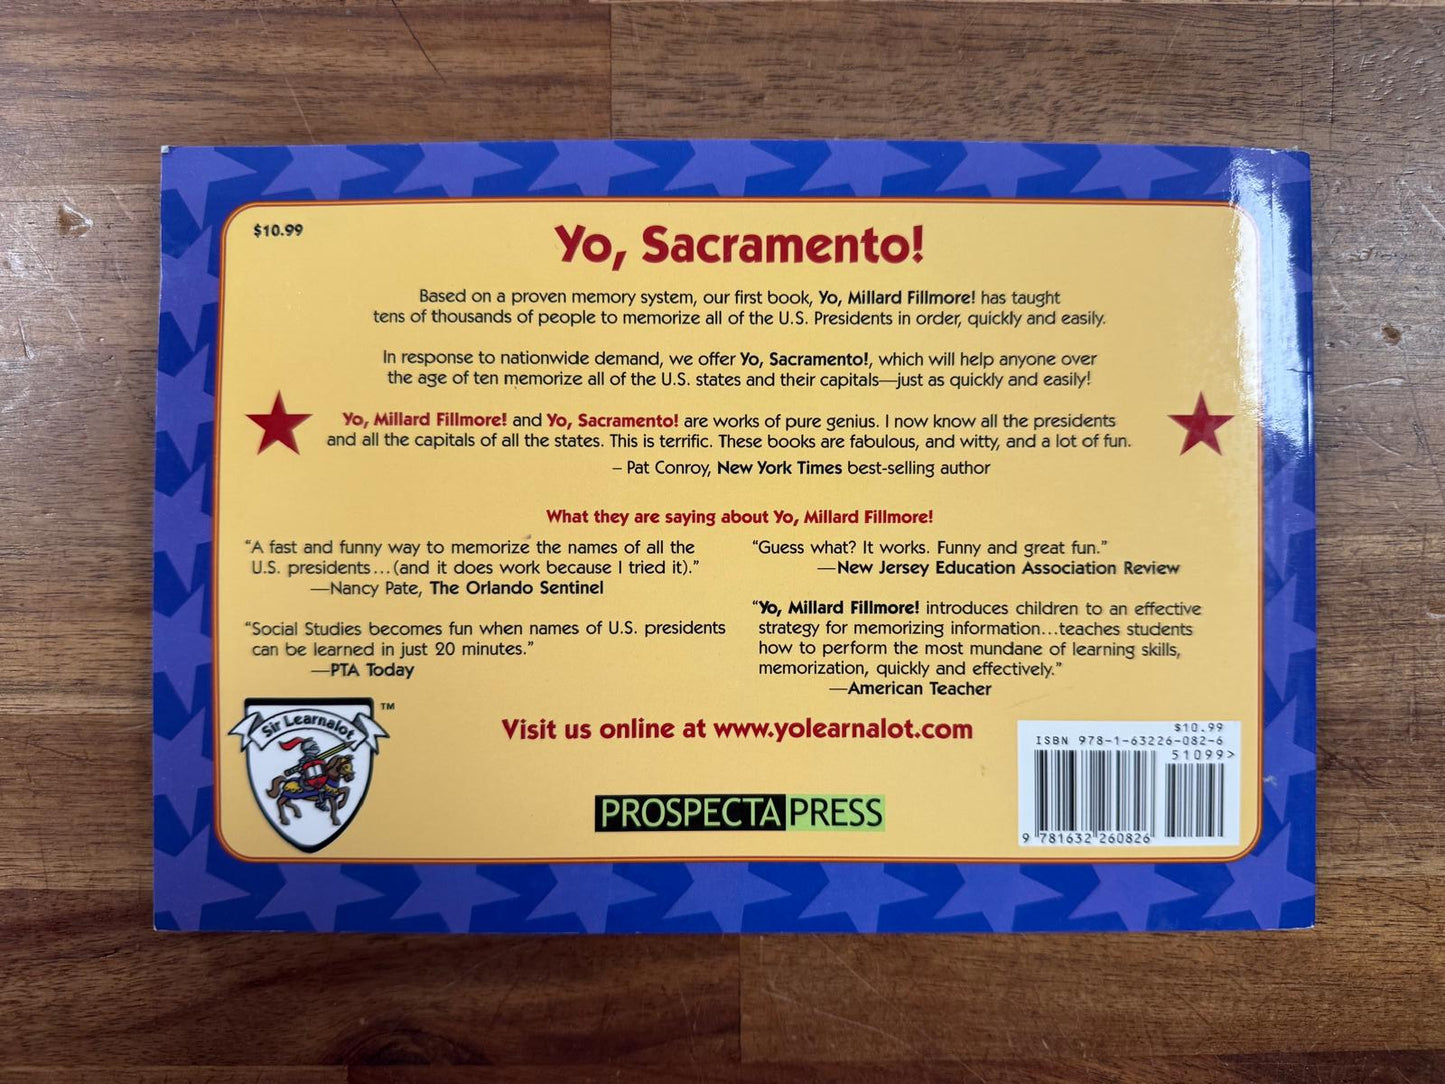 $10.99
Yo, Sacramento!
Based on a proven memory system, our first book, Yo, Millard Fillmore! has taught
tens of thousands of people to memorize all of the U.S. Presidents in order, quickly and easily.
In response to nationwide demand, we offer Yo, Sacramento!, which will help anyone over
the age of ten memorize all of the U.S. states and their capitals—just as quickly and easily!
Yo, Millard Fillmore! and Yo, Sacramento! are works of pure genius. I now know all the presidents
and all the capitals of all the states. This is terrific. These books are fabulous, and witty, and a lot of fun.
– Pat Conroy, New York Times best-selling author
What they are saying about Yo, Millard Fillmore!
“A fast and funny way to memorize the names of all the
U.S. presidents...(and it does work because I tried it).”
—Nancy Pate, The Orlando Sentinel
“Social Studies becomes fun when names of U.S. presidents
can be learned in just 20 minutes.”
—PTA Today
“Guess what? It works. Funny and great fun.”
—New Jersey Education Association Review
“Yo, Millard Fillmore! introduces children to an effective
strategy for memorizing information...teaches students
how to perform the most mundane of learning skills,
memorization, quickly and effectively.”
—American Teacher
Sir Learnalot
TM
Visit us online at www.yolearnalot.com
PROSPECTA PRESS
$10.99
ISBN 978-1-63226-082-6
51099>
9 781632 260826